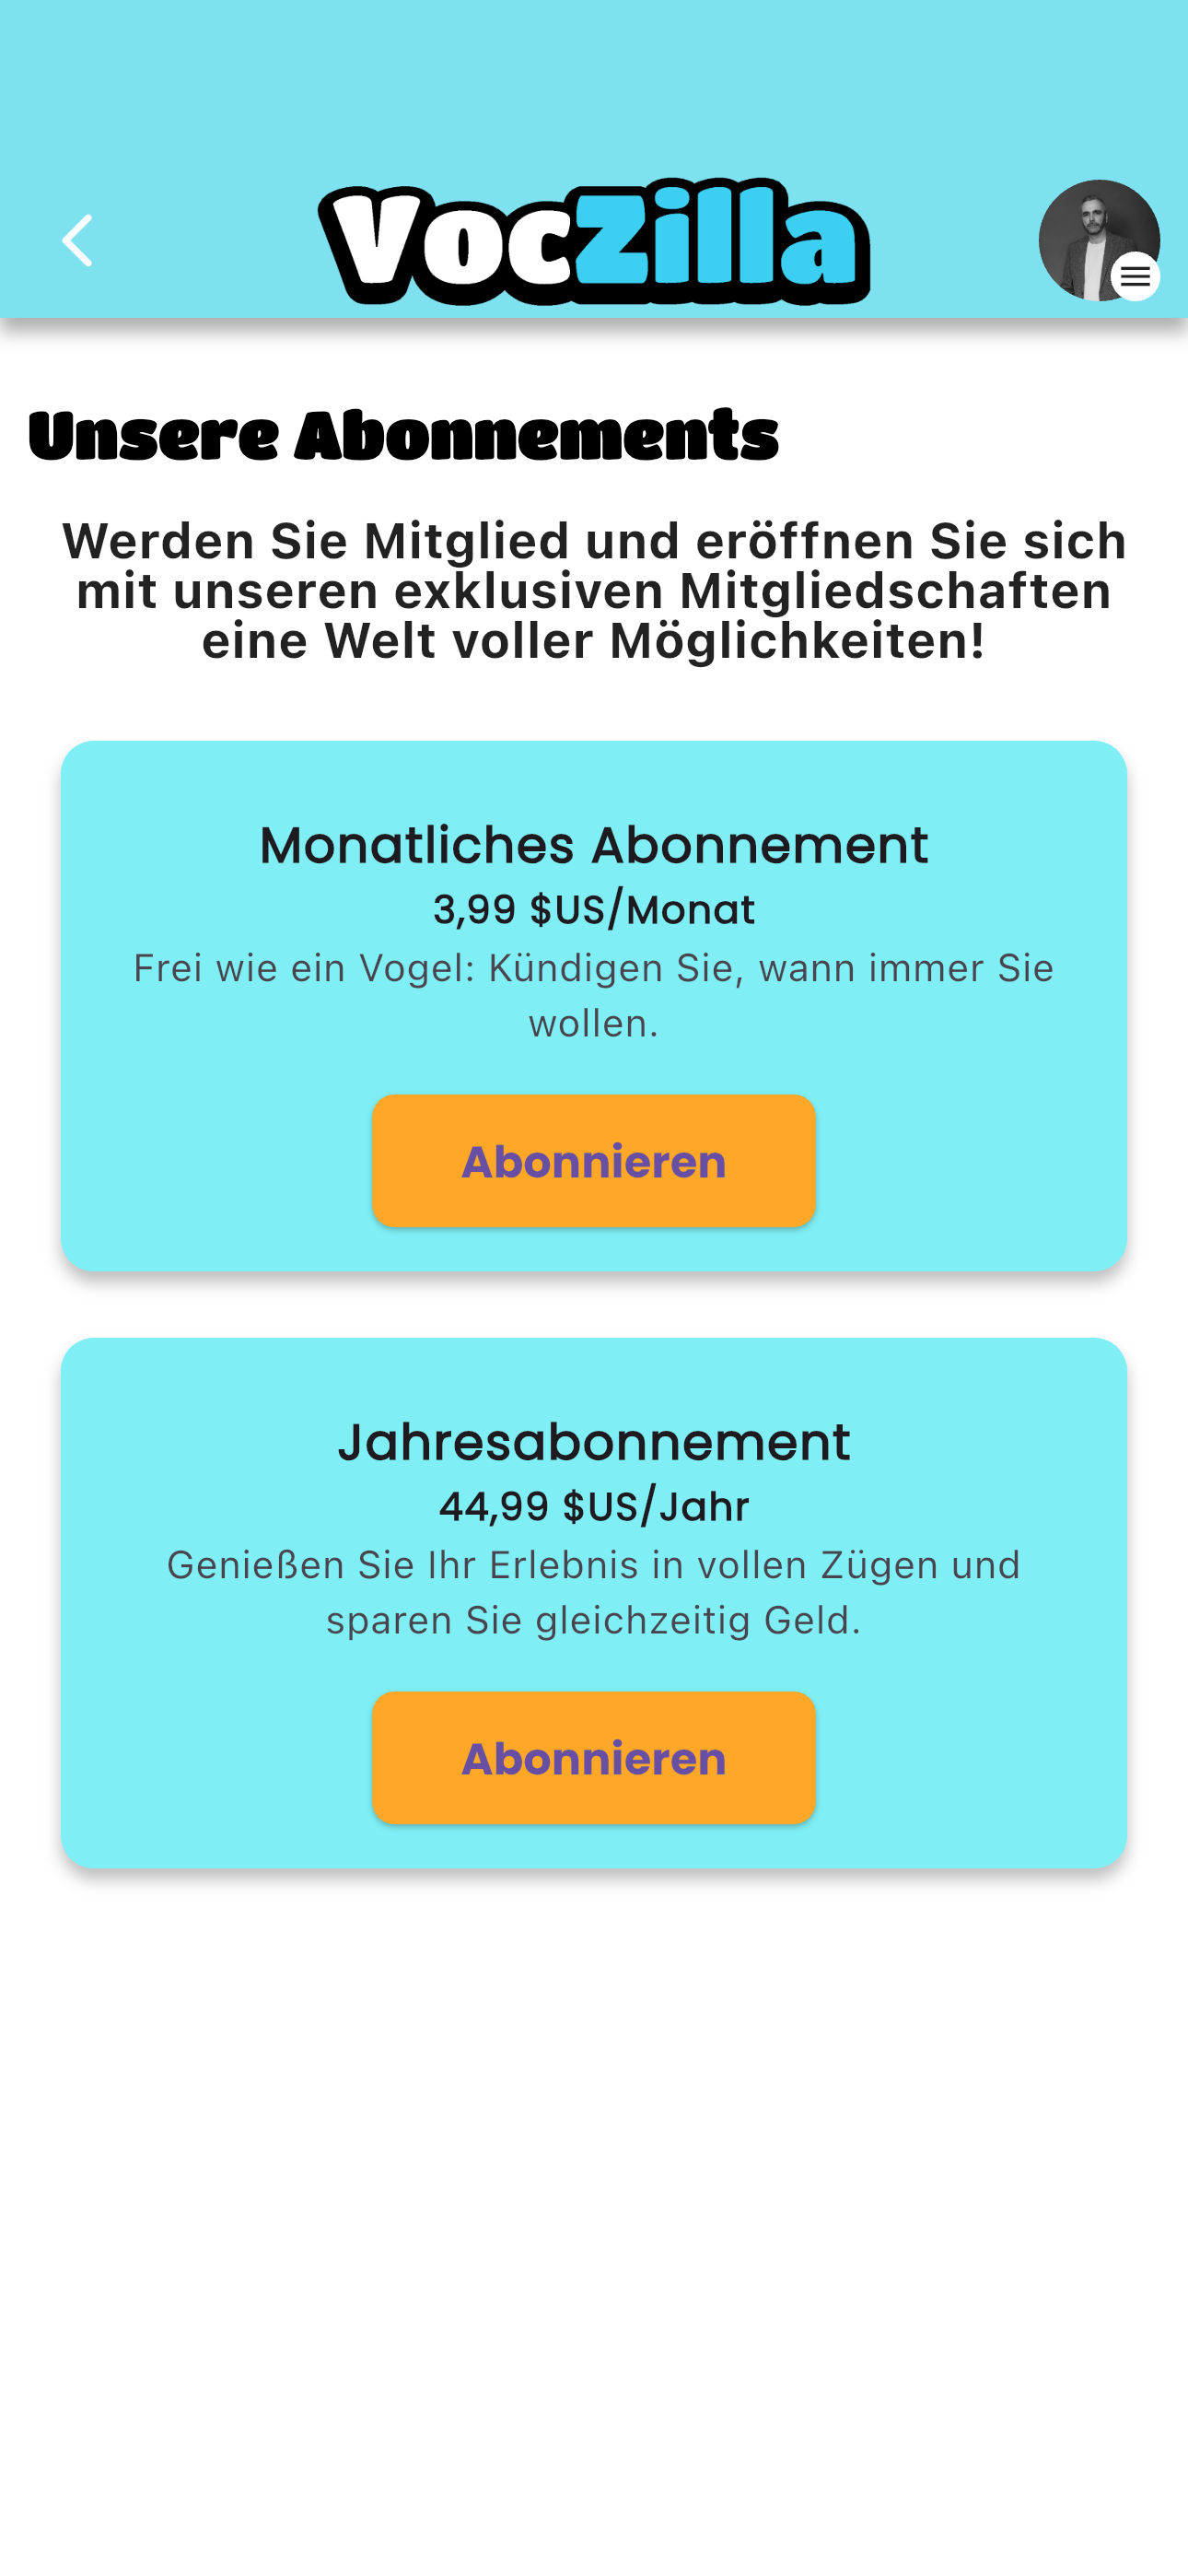 VocZilla
Unsere Abonnements
Werden Sie Mitglied und eröffnen Sie sich
mit unseren exklusiven Mitgliedschaften
eine Welt voller Möglichkeiten!
Monatliches Abonnement
3,99 $US/Monat
Frei wie ein Vogel: Kündigen Sie, wann immer Sie
wollen.
Abonnieren
Jahresabonnement
44,99 $US/Jahr
Genießen Sie Ihr Erlebnis in vollen Zügen und
sparen Sie gleichzeitig Geld.
Abonnieren